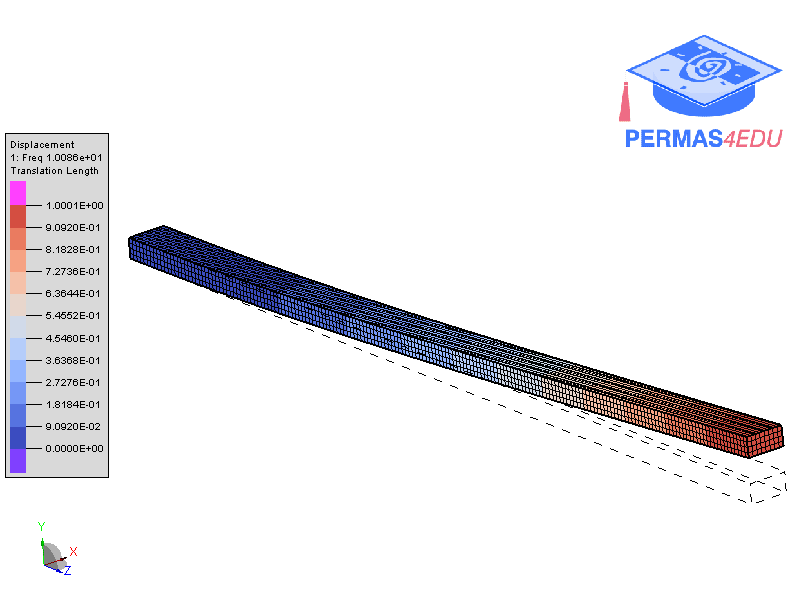 PERMAS4EDU
Displacement
1: Freq 1.0086e+01
Translation Length
1.0001E+00
9.0920E-01
8.1828E-01
7.2736E-01
6.3644E-01
5.4552E-01
4.5460E-01
3.6368E-01
2.7276E-01
1.8184E-01
9.0920E-02
0.0000E+00
Y
X
Z